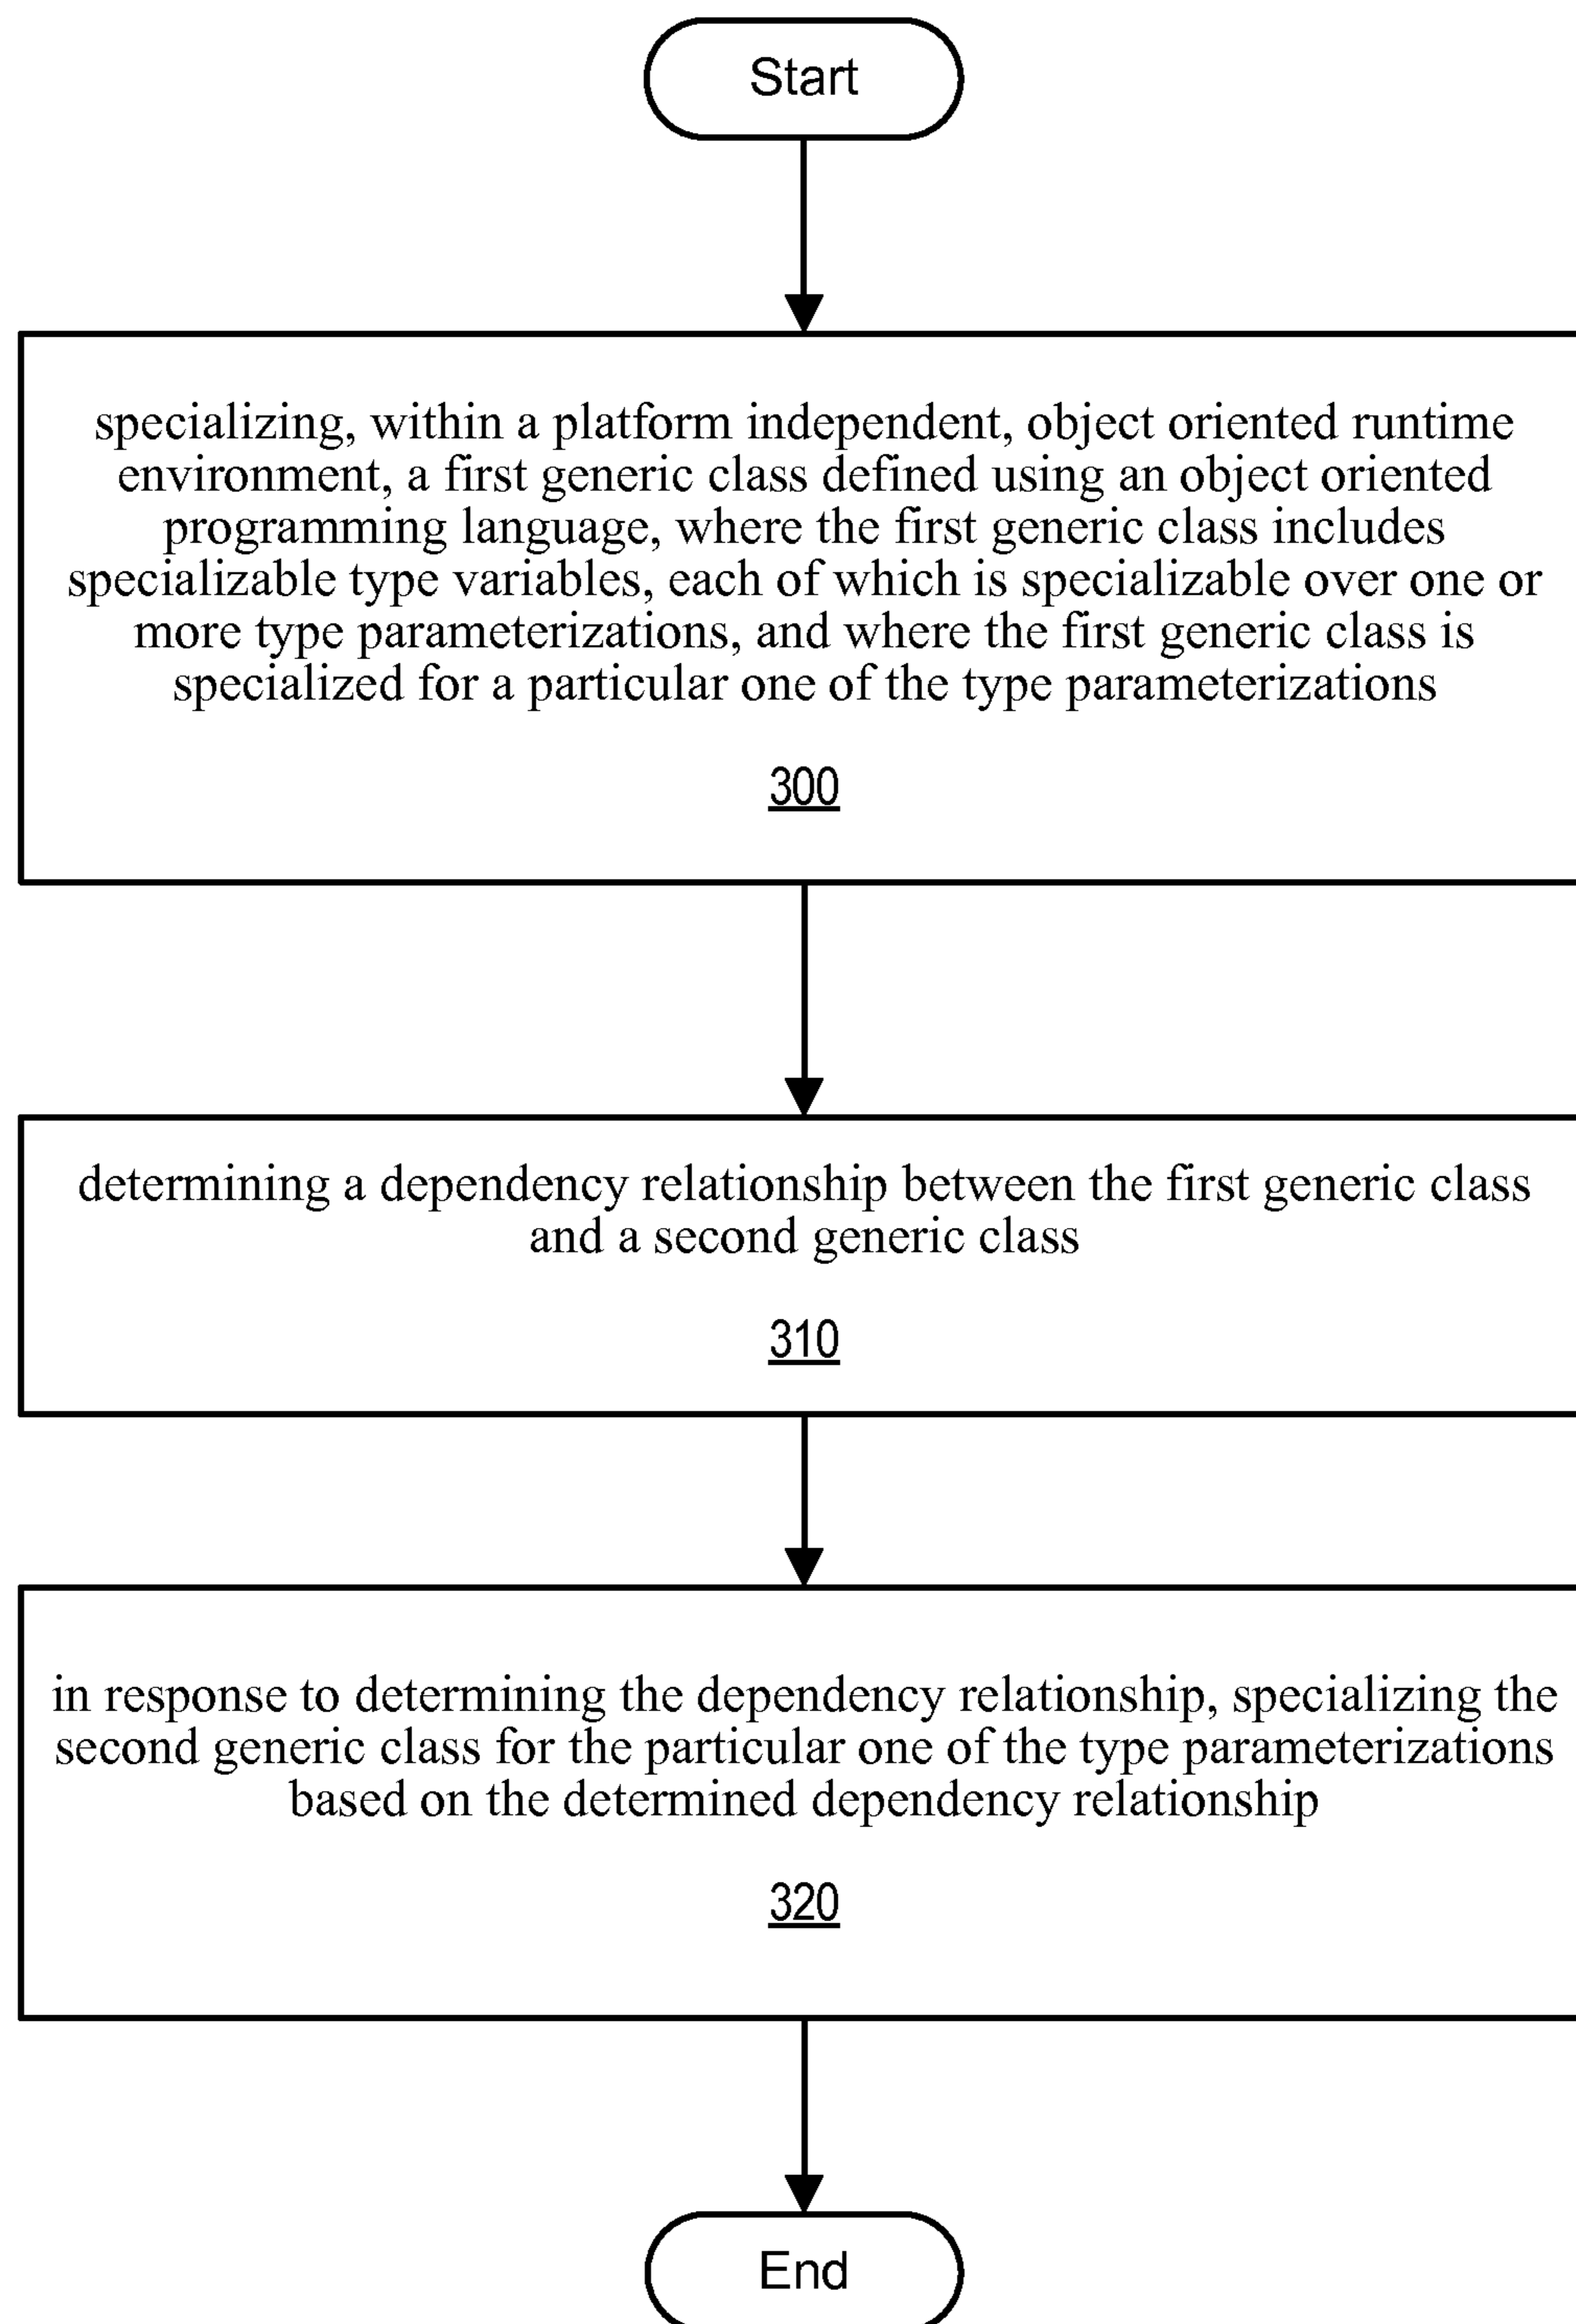 Start
specializing, within a platform independent, object oriented runtime
environment, a first generic class defined using an object oriented
programming language, where the first generic class includes
specializable type variables, each of which is specializable over one or
more type parameterizations, and where the first generic class is
specialized for a particular one of the type parameterizations
300
determining a dependency relationship between the first generic class
and a second generic class
310
in response to determining the dependency relationship, specializing the
second generic class for the particular one of the type parameterizations
based on the determined dependency relationship
320
End